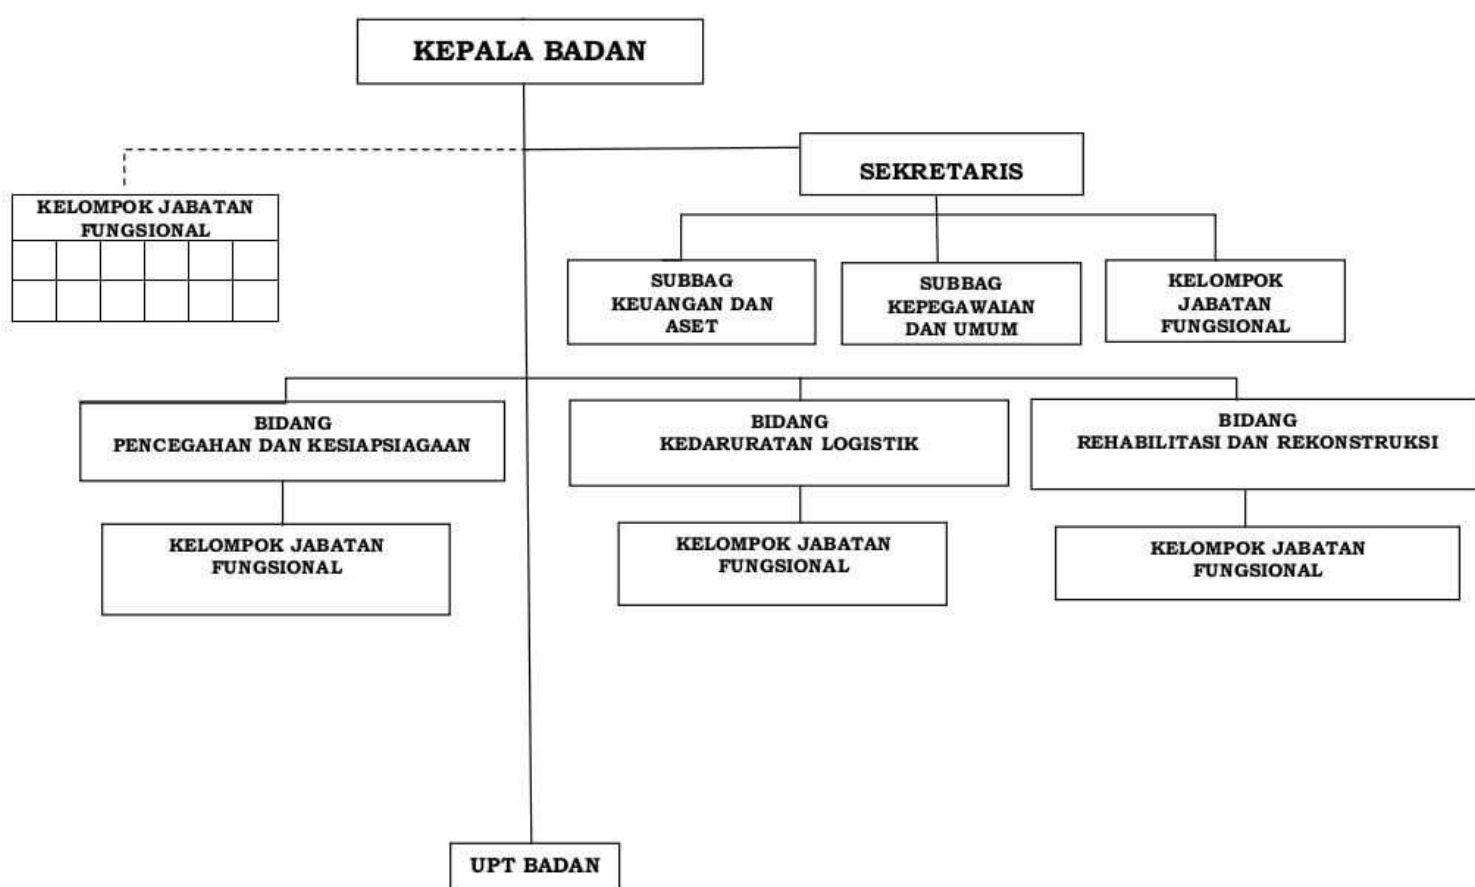 KEPALA BADAN
SEKRETARIS
KELOMPOK JABATAN
FUNGSIONAL
SUBBAG
KEUANGAN DAN
ASET
SUBBAG
KEPEGAWAIAN
DAN UMUM
KELOMPOK
JABATAN
FUNGSIONAL
BIDANG
PENCEGAHAN DAN KESIAPSIAGAAN
BIDANG
KEDARURATAN LOGISTIK
BIDANG
REHABILITASI DAN REKONSTRUKSI
KELOMPOK JABATAN
FUNGSIONAL
KELOMPOK JABATAN
FUNGSIONAL
KELOMPOK JABATAN
FUNGSIONAL
UPT BADAN